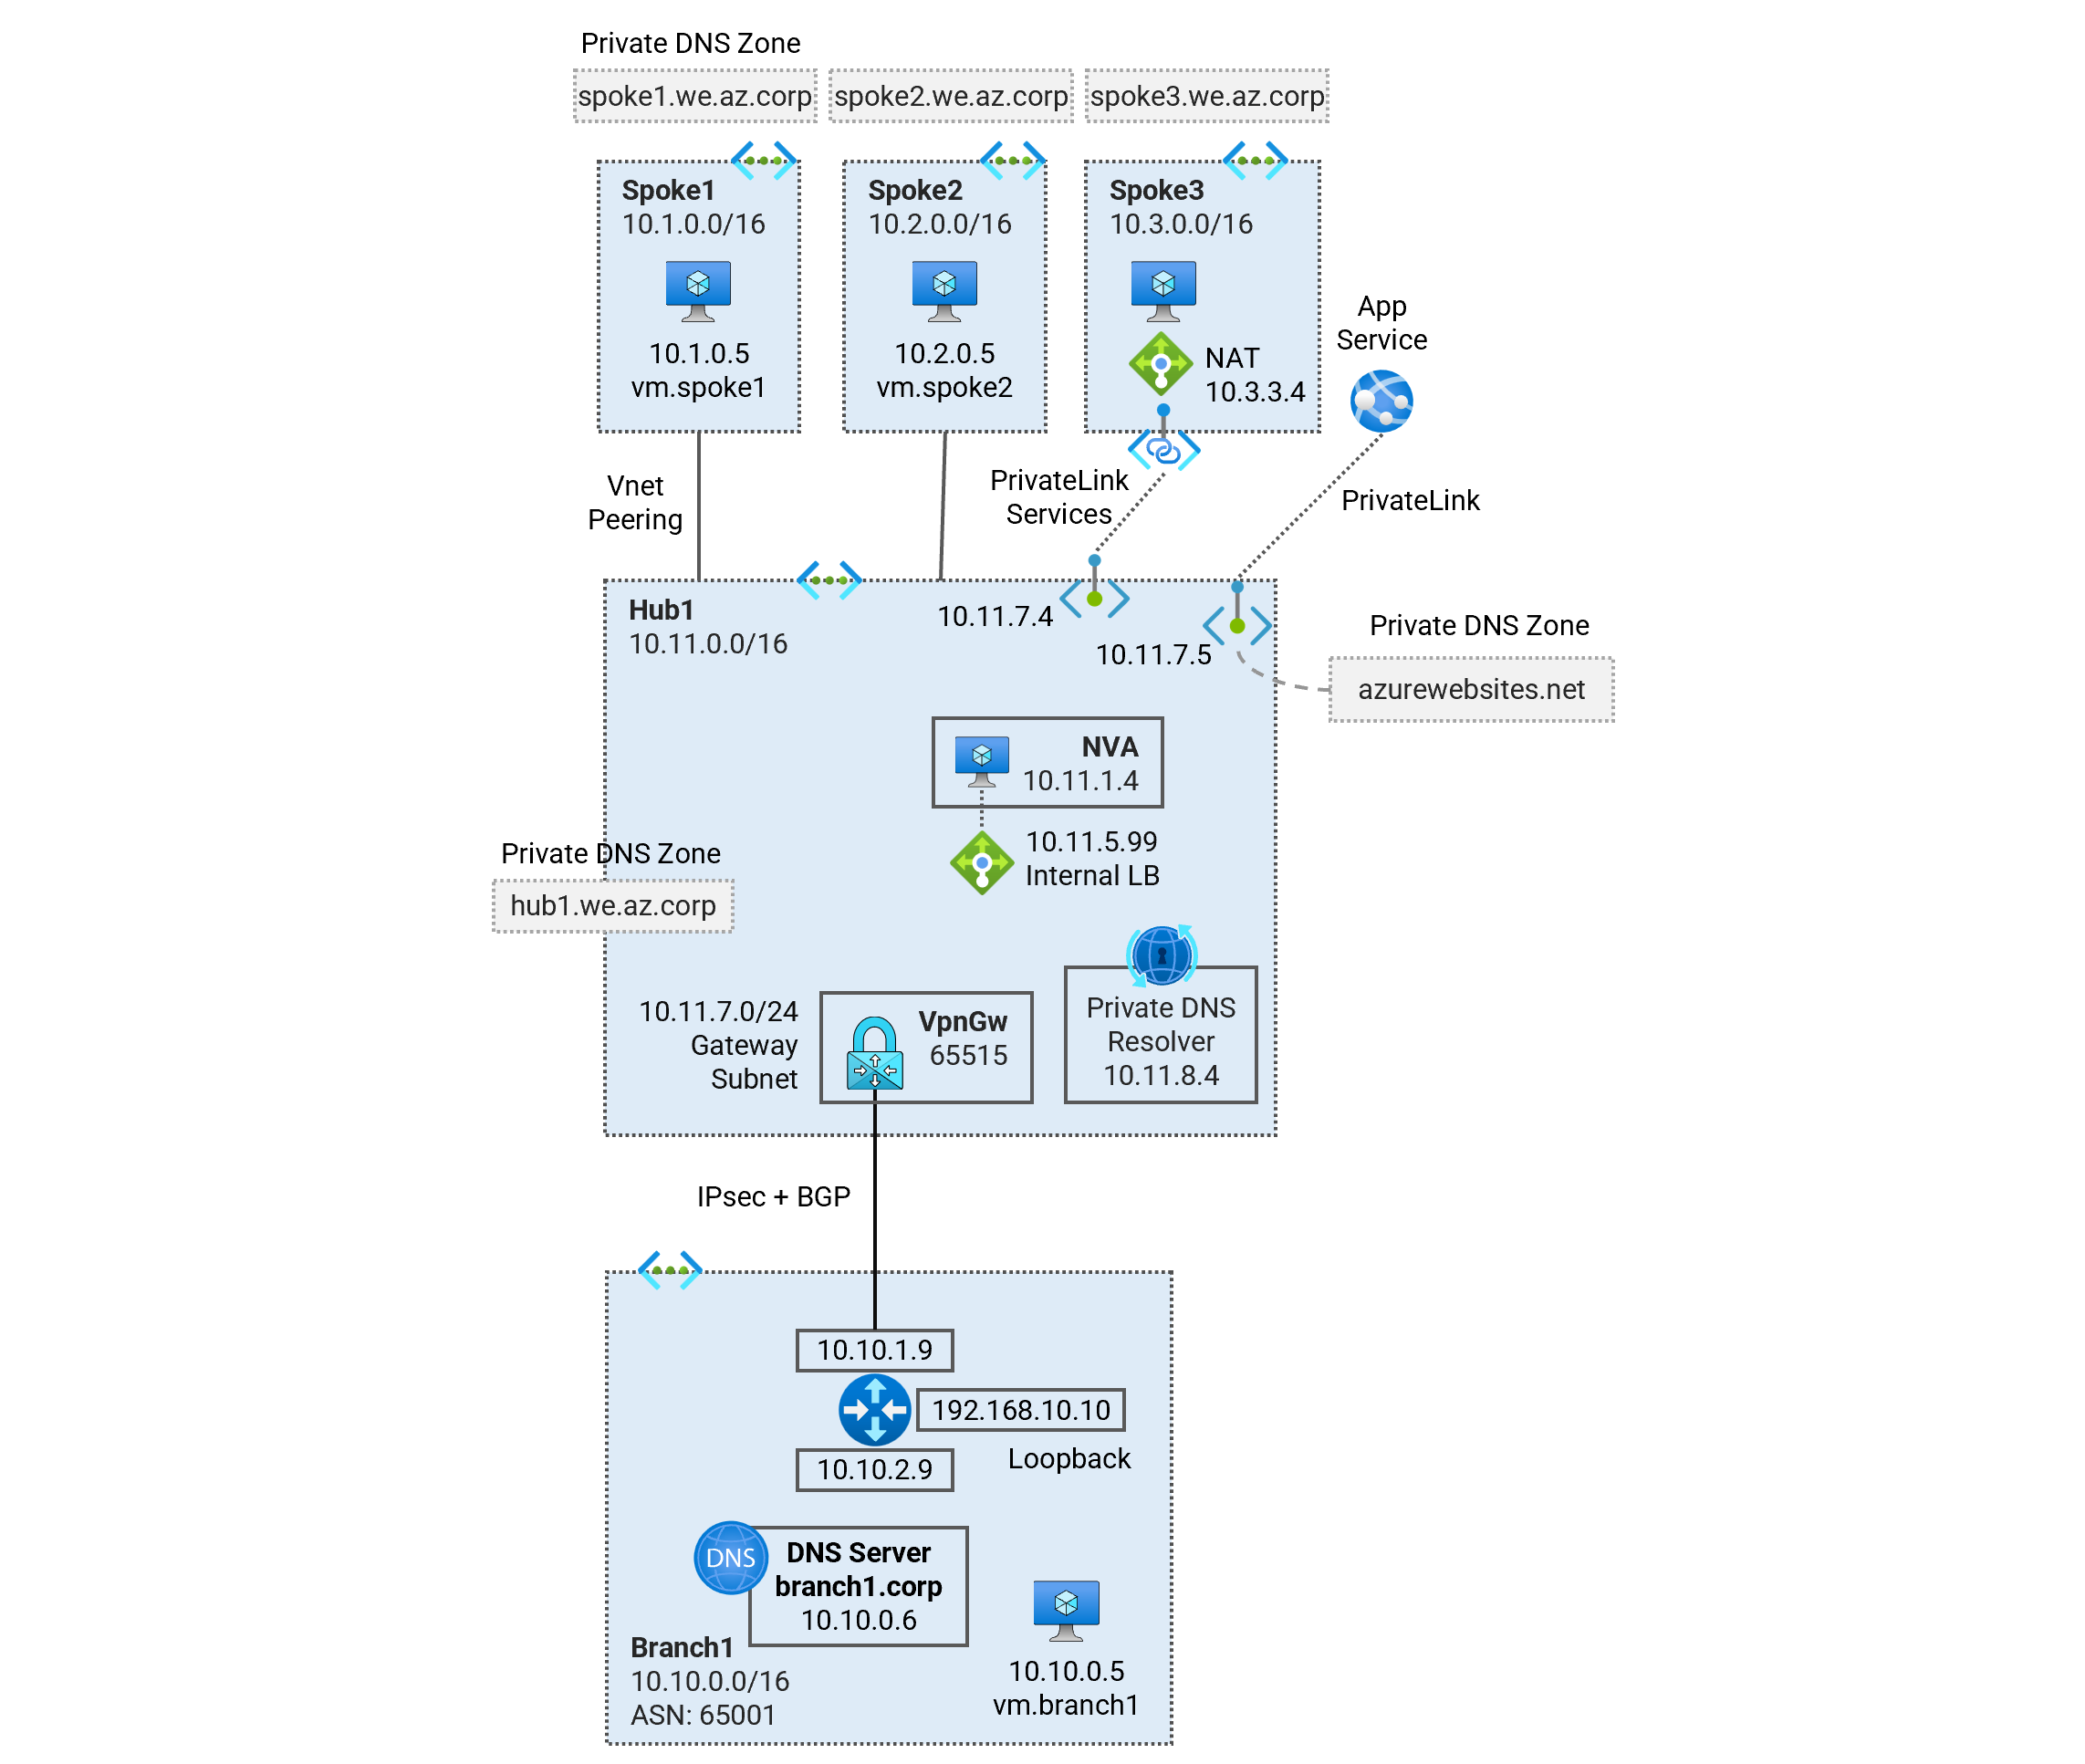 Private DNS Zone
spoke1.we.az.corp
spoke2.we.az.corp
spoke3.we.az.corp
Spoke1
10.1.0.0/16
10.1.0.5
vm.spoke1
Spoke2
10.2.0.0/16
10.2.0.5
vm.spoke2
Spoke3
10.3.0.0/16
NAT
10.3.3.4
App
Service
Vnet
Peering
PrivateLink
Services
PrivateLink
Hub1
10.11.0.0/16
10.11.7.4
10.11.7.5
Private DNS Zone
azurewebsites.net
NVA
10.11.1.4
10.11.5.99
Internal LB
Private DNS Zone
hub1.we.az.corp
10.11.7.0/24
Gateway
Subnet
VpnGw
65515
Private DNS
Resolver
10.11.8.4
IPsec + BGP
10.10.1.9
192.168.10.10
Loopback
10.10.2.9
DNS
DNS Server
branch1.corp
10.10.0.6
Branch1
10.10.0.0/16
ASN: 65001
10.10.0.5
vm.branch1